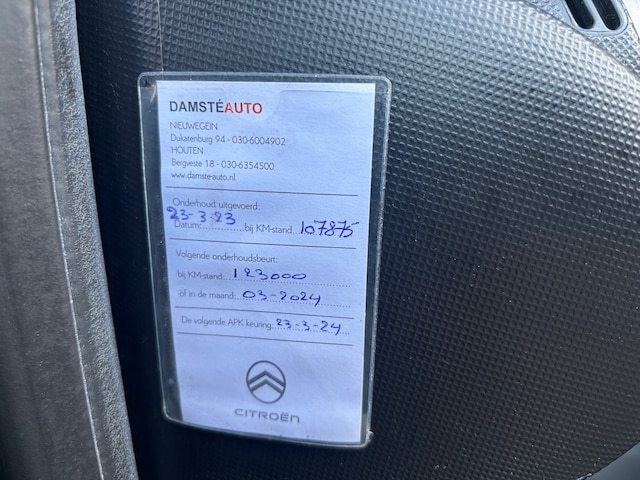 DAMSTÉAUTO
NIEUWEGEIN
Dukatenburg 94 - 030-6004902
HOUTEN
Bergveste 18 - 030-6354500
www.damste-auto.nl
Onderhoud uitgevoerd:
Datum: 23-3-23 bij KM-stand 107875
Volgende onderhoudsbeurt:
bij KM-stand: 123000
of in de maand: 03-2024
De volgende APK keuring: 23-3-24
CITROËN